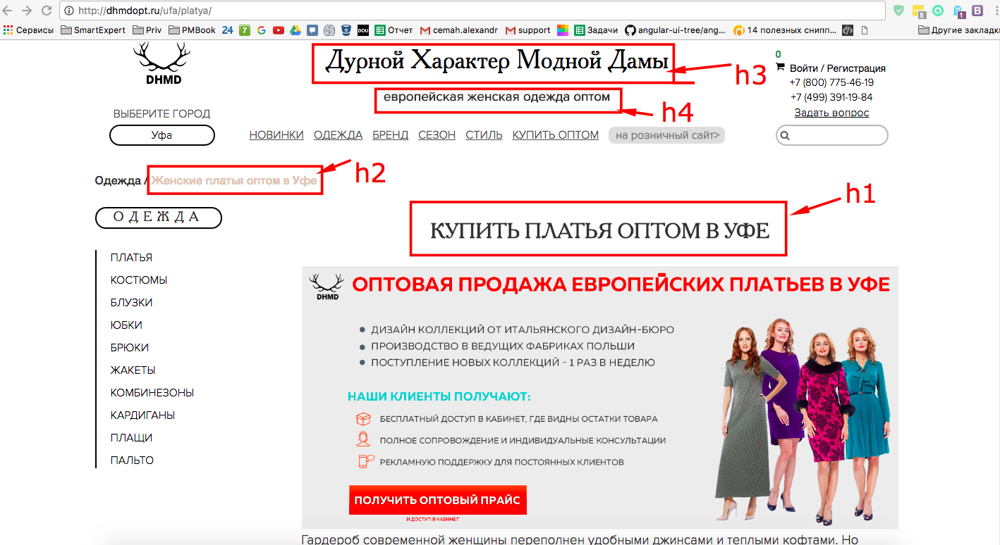 http://dhmdopt.ru/ufa/platya/
5
1
B
Сервисы SmartExpert Priv PMBook 24 7 G DOU Отчет cemah.alexandr support Задачи angular-ui-tree/ang… 14 полезных снипп… Другие закладк
DHMD
Дурной Характер Модной Дамы
h3
европейская женская одежда оптом
h4
0
Войти / Регистрация
+7 (800) 775-46-19
+7 (499) 391-19-84
Задать вопрос
ВЫБЕРИТЕ ГОРОД
Уфа
НОВИНКИ ОДЕЖДА БРЕНД СЕЗОН СТИЛЬ КУПИТЬ ОПТОМ на розничный сайт>
Одежда / Женские платья оптом в Уфе
h2
h1
ОДЕЖДА
КУПИТЬ ПЛАТЬЯ ОПТОМ В УФЕ
ПЛАТЬЯ
КОСТЮМЫ
БЛУЗКИ
ЮБКИ
БРЮКИ
ЖАКЕТЫ
КОМБИНЕЗОНЫ
КАРДИГАНЫ
ПЛАЩИ
ПАЛЬТО
DHMD
ОПТОВАЯ ПРОДАЖА ЕВРОПЕЙСКИХ ПЛАТЬЕВ В УФЕ
ДИЗАЙН КОЛЛЕКЦИЙ ОТ ИТАЛЬЯНСКОГО ДИЗАЙН-БЮРО
ПРОИЗВОДСТВО В ВЕДУЩИХ ФАБРИКАХ ПОЛЬШИ
ПОСТУПЛЕНИЕ НОВЫХ КОЛЛЕКЦИЙ - 1 РАЗ В НЕДЕЛЮ
НАШИ КЛИЕНТЫ ПОЛУЧАЮТ:
БЕСПЛАТНЫЙ ДОСТУП В КАБИНЕТ, ГДЕ ВИДНЫ ОСТАТКИ ТОВАРА
ПОЛНОЕ СОПРОВОЖДЕНИЕ И ИНДИВИДУАЛЬНЫЕ КОНСУЛЬТАЦИИ
РЕКЛАМНУЮ ПОДДЕРЖКУ ДЛЯ ПОСТОЯННЫХ КЛИЕНТОВ
ПОЛУЧИТЬ ОПТОВЫЙ ПРАЙС
И ДОСТУП В КАБИНЕТ
Гардероб современной женщины переполнен удобными джинсами и теплыми кофтами. Но